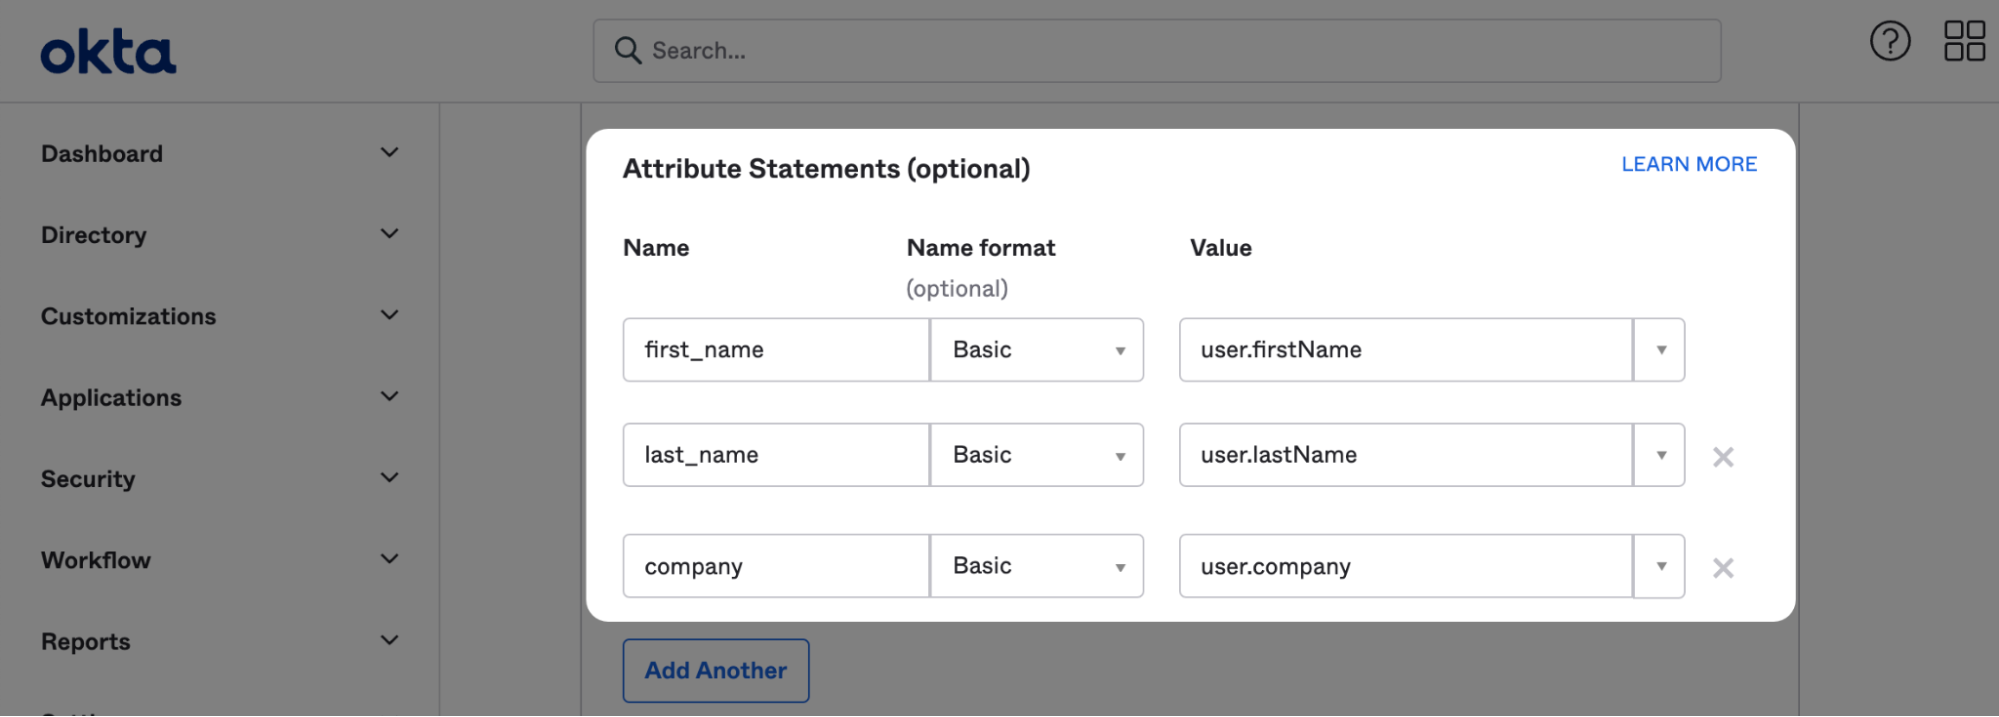 okta
Search...
Dashboard
Directory
Customizations
Applications
Security
Workflow
Reports
Attribute Statements (optional)
LEARN MORE
Name
Name format
(optional)
Value
first_name
Basic
user.firstName
last_name
Basic
user.lastName
company
Basic
user.company
Add Another